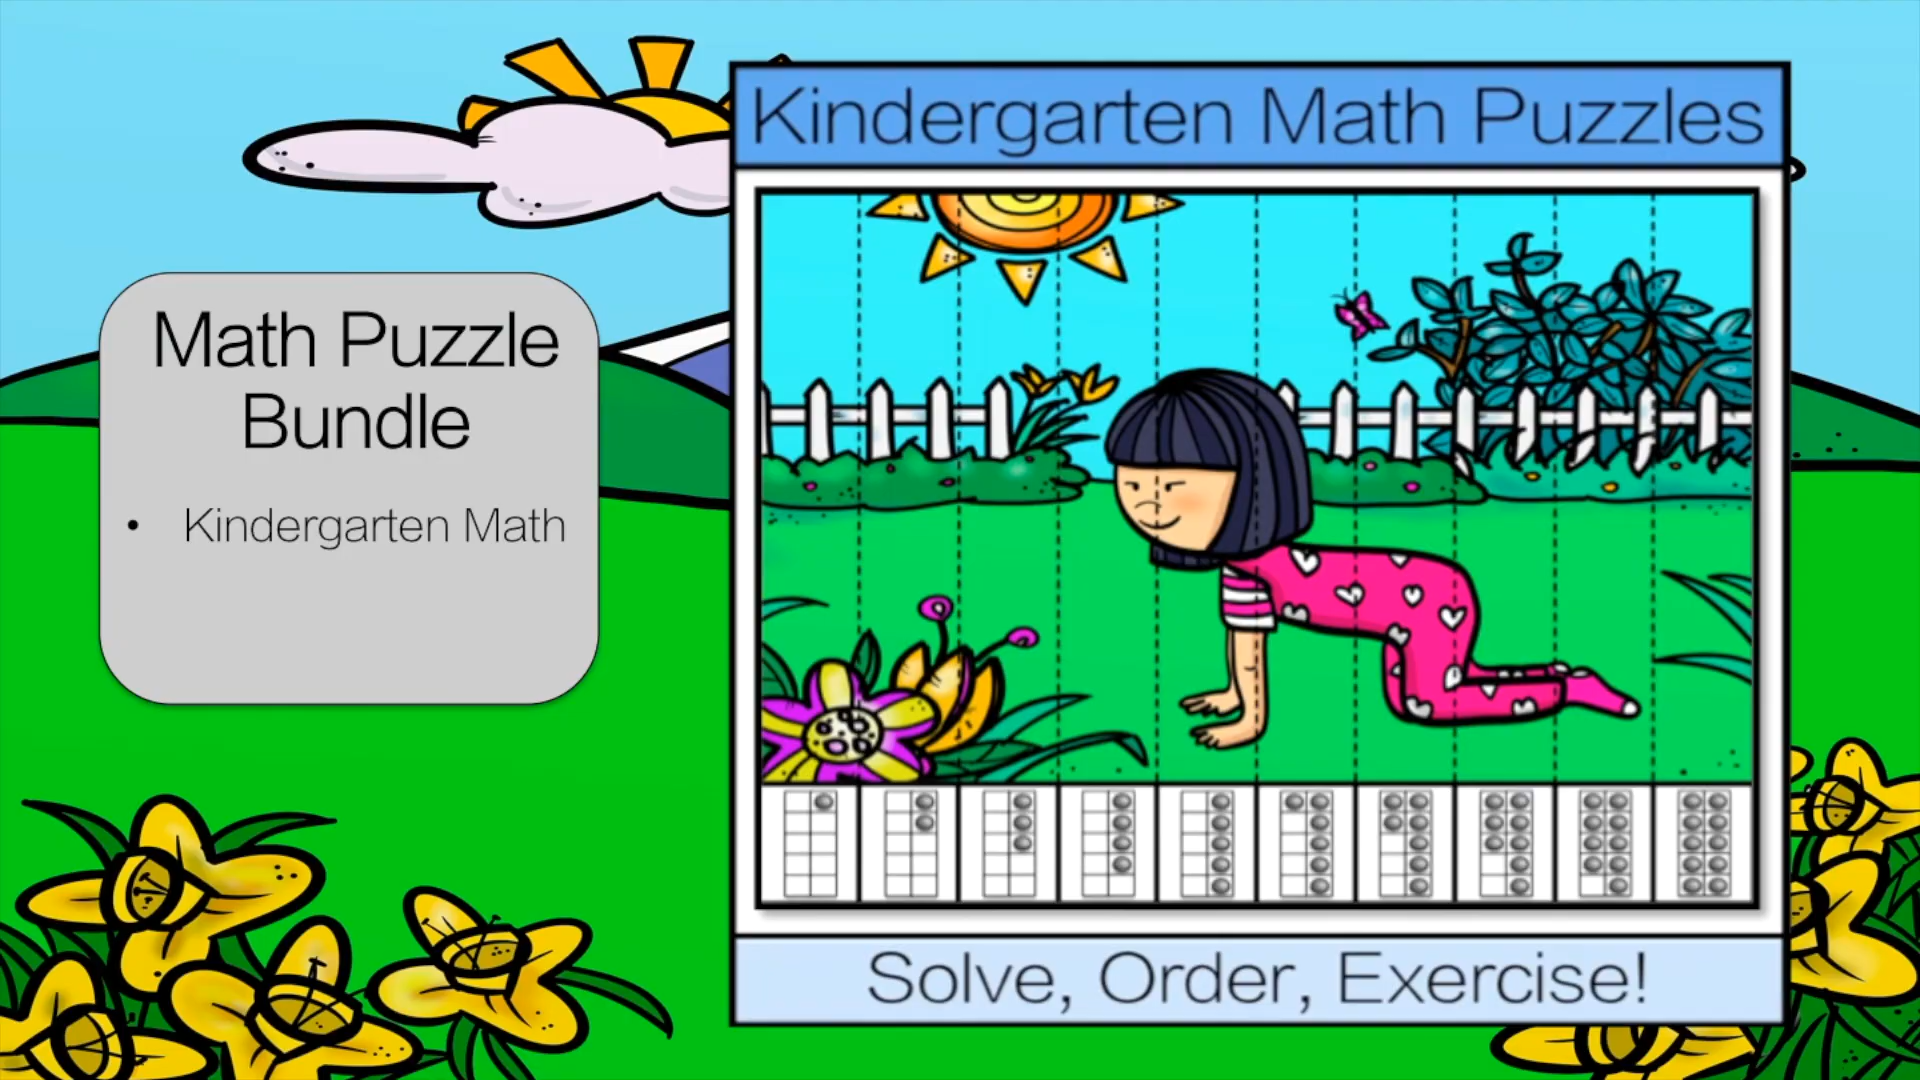 Kindergarten Math Puzzles
Math Puzzle
Bundle
• Kindergarten Math
Solve, Order, Exercise!